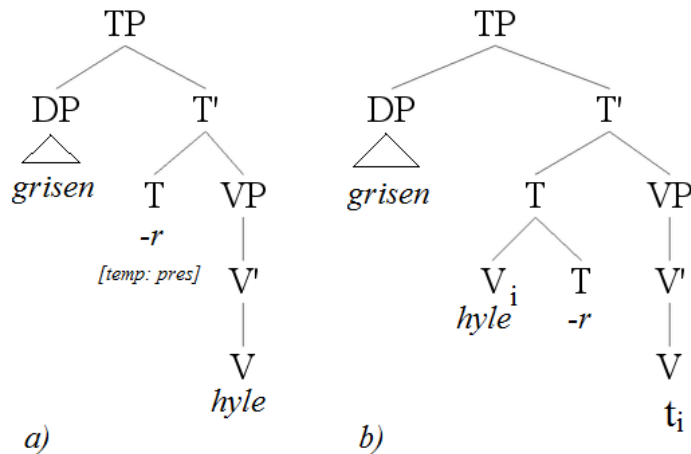 TP TP
DP T' DP T'
grisen T VP grisen T VP
-r
[temp: pres] V' V i T V'
hyle -r
V V
hyle t i
a) b)